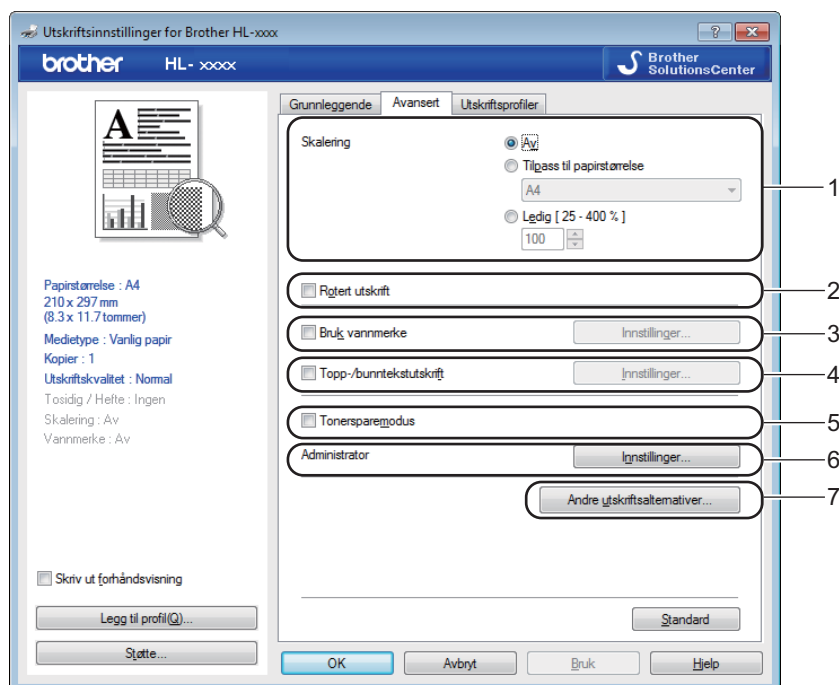 Utskriftsinnstillinger for Brother HL-xxxx
brother HL- xxxx
Brother
SolutionsCenter
Grunnleggende Avansert Utskriftsprofiler
A
Skalering
Av
Tilpass til papirstørrelse
A4
Ledig [ 25 - 400 % ]
100
1
Rotert utskrift
2
Bruk vannmerke Innstillinger...
3
Topp-/bunntekstutskrift Innstillinger...
4
Tonersparemodus
5
Administrator Innstillinger...
6
Andre utskriftsalternativer...
7
Papirstørrelse : A4
210 x 297 mm
(8.3 x 11.7 tommer)
Medietype : Vanlig papir
Kopier : 1
Utskriftskvalitet : Normal
Tosidig / Hefte : Ingen
Skalering : Av
Vannmerke : Av
Skriv ut forhåndsvisning
Legg til profil(Q)...
Støtte...
Standard
OK Avbryt Bruk Hjelp